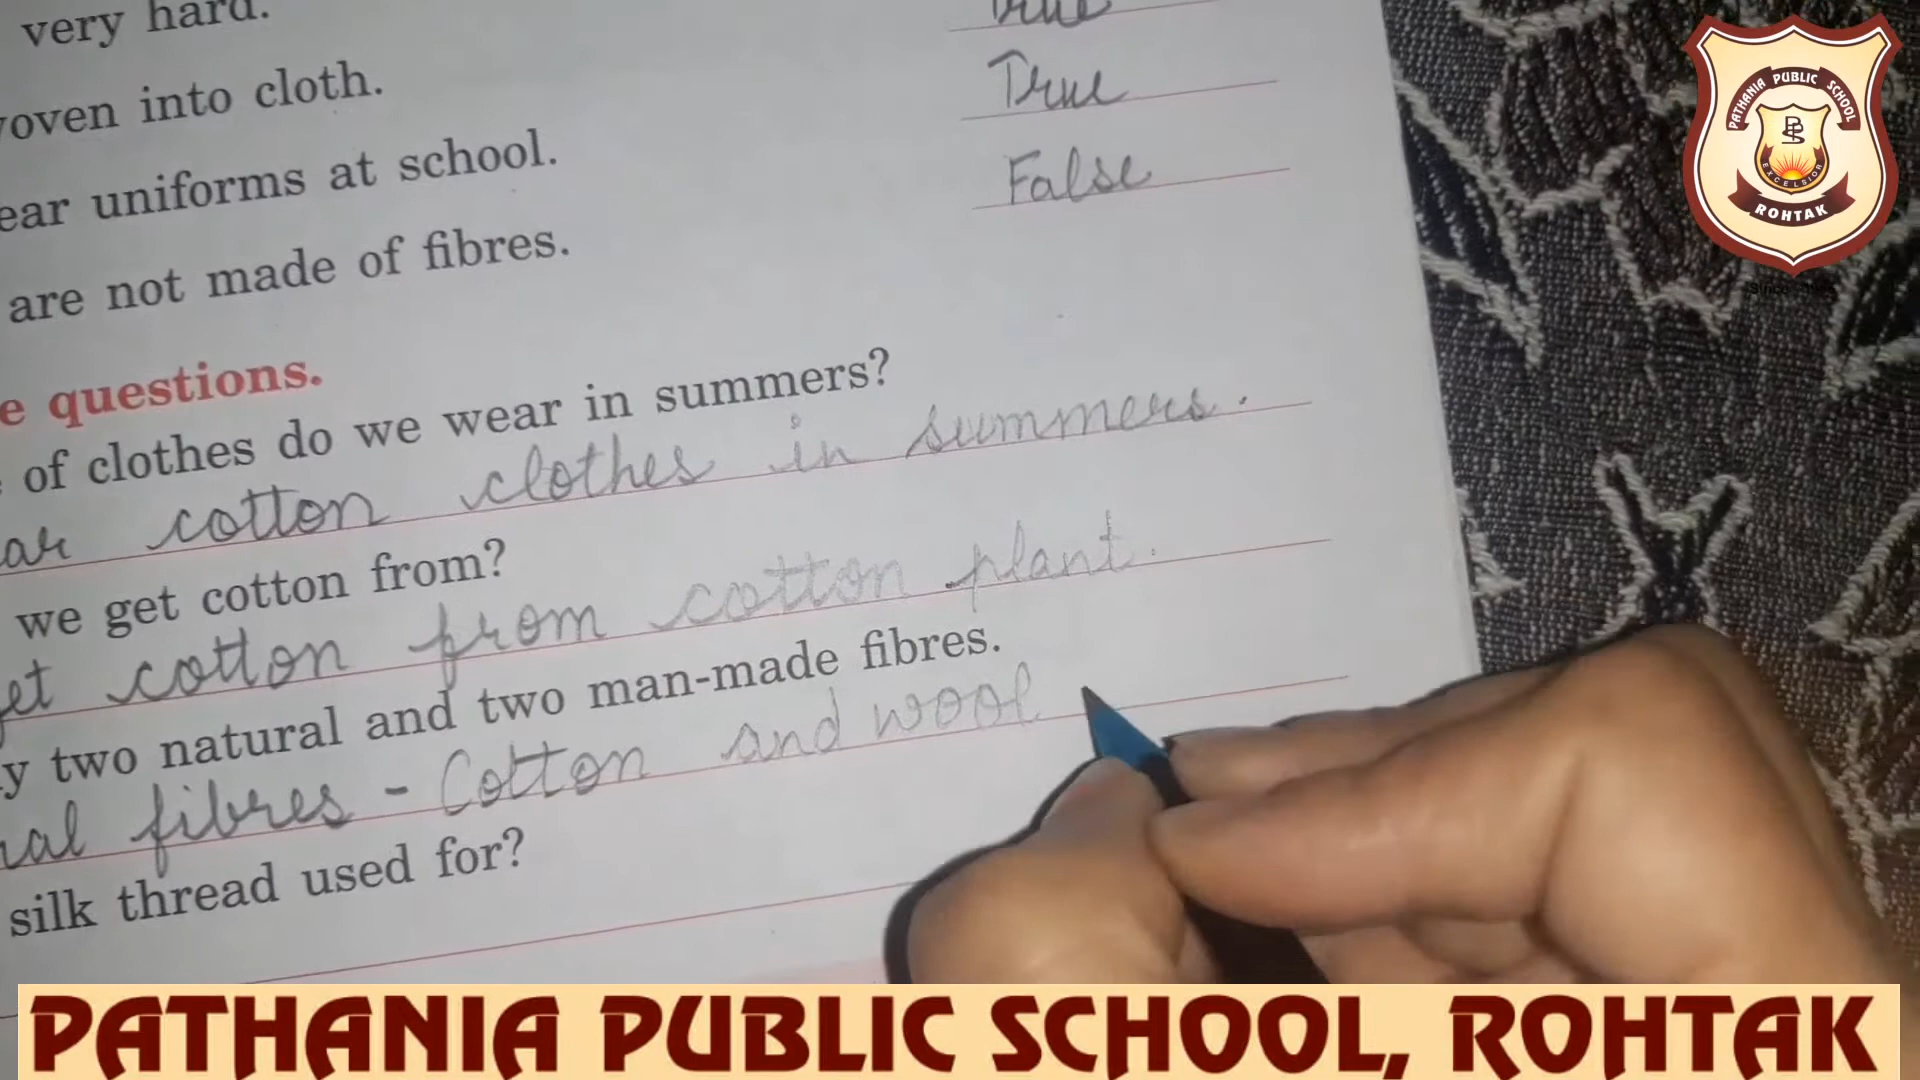 very hard.
True
woven into cloth.
True
ear uniforms at school.
False
are not made of fibres.
e questions.
of clothes do we wear in summers?
ar cotton clothes in summers.
we get cotton from?
et cotton from cotton plant.
y two natural and two man-made fibres.
ral fibres - Cotton and wool
silk thread used for?
PATHANIA PUBLIC SCHOOL
EXCELSIOR
ROHTAK
PATHANIA PUBLIC SCHOOL, ROHTAK